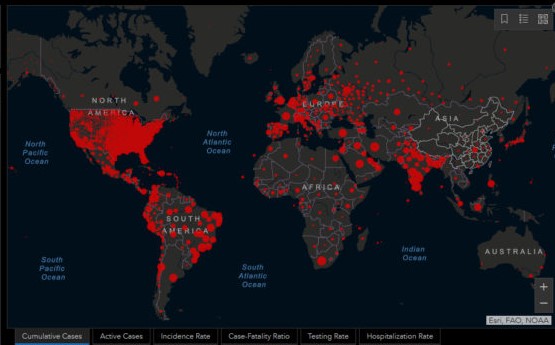 NORTH
AMERICA
EUROPE
ASIA
North
Pacific
Ocean
North
Atlantic
Ocean
AFRICA
SOUTH
AMERICA
Indian
Ocean
AUSTRALIA
South
Pacific
Ocean
South
Atlantic
Ocean
+
−
Esri, FAO, NOAA
Cumulative Cases
Active Cases
Incidence Rate
Case-Fatality Ratio
Testing Rate
Hospitalization Rate